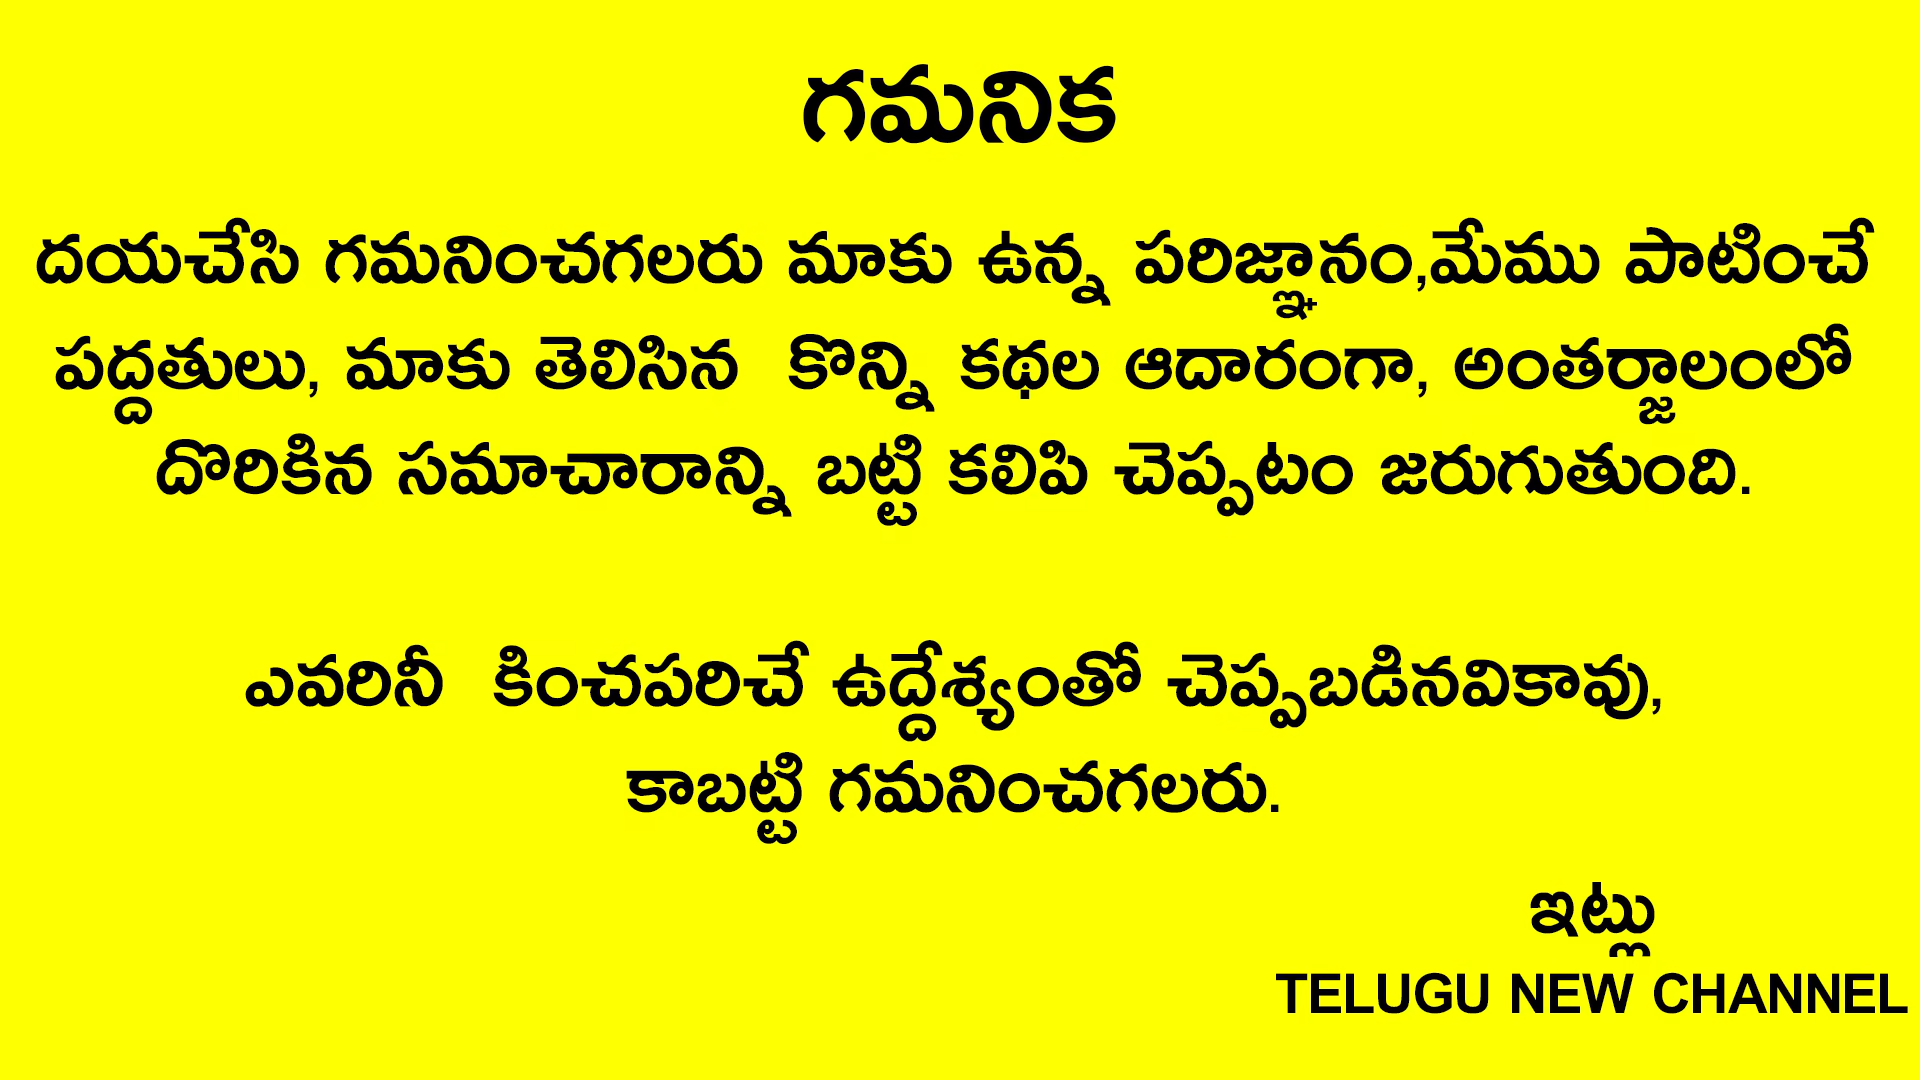 గమనిక
దయచేసి గమనించగలరు మాకు ఉన్న పరిజ్ఞానం,మేము పాటించే
పద్దతులు, మాకు తెలిసిన కొన్ని కథల ఆదారంగా, అంతర్జాలంలో
దొరికిన సమాచారాన్ని బట్టి కలిపి చెప్పటం జరుగుతుంది.
ఎవరినీ కించపరిచే ఉద్దేశ్యంతో చెప్పబడినవికావు,
కాబట్టి గమనించగలరు.
ఇట్లు
TELUGU NEW CHANNEL